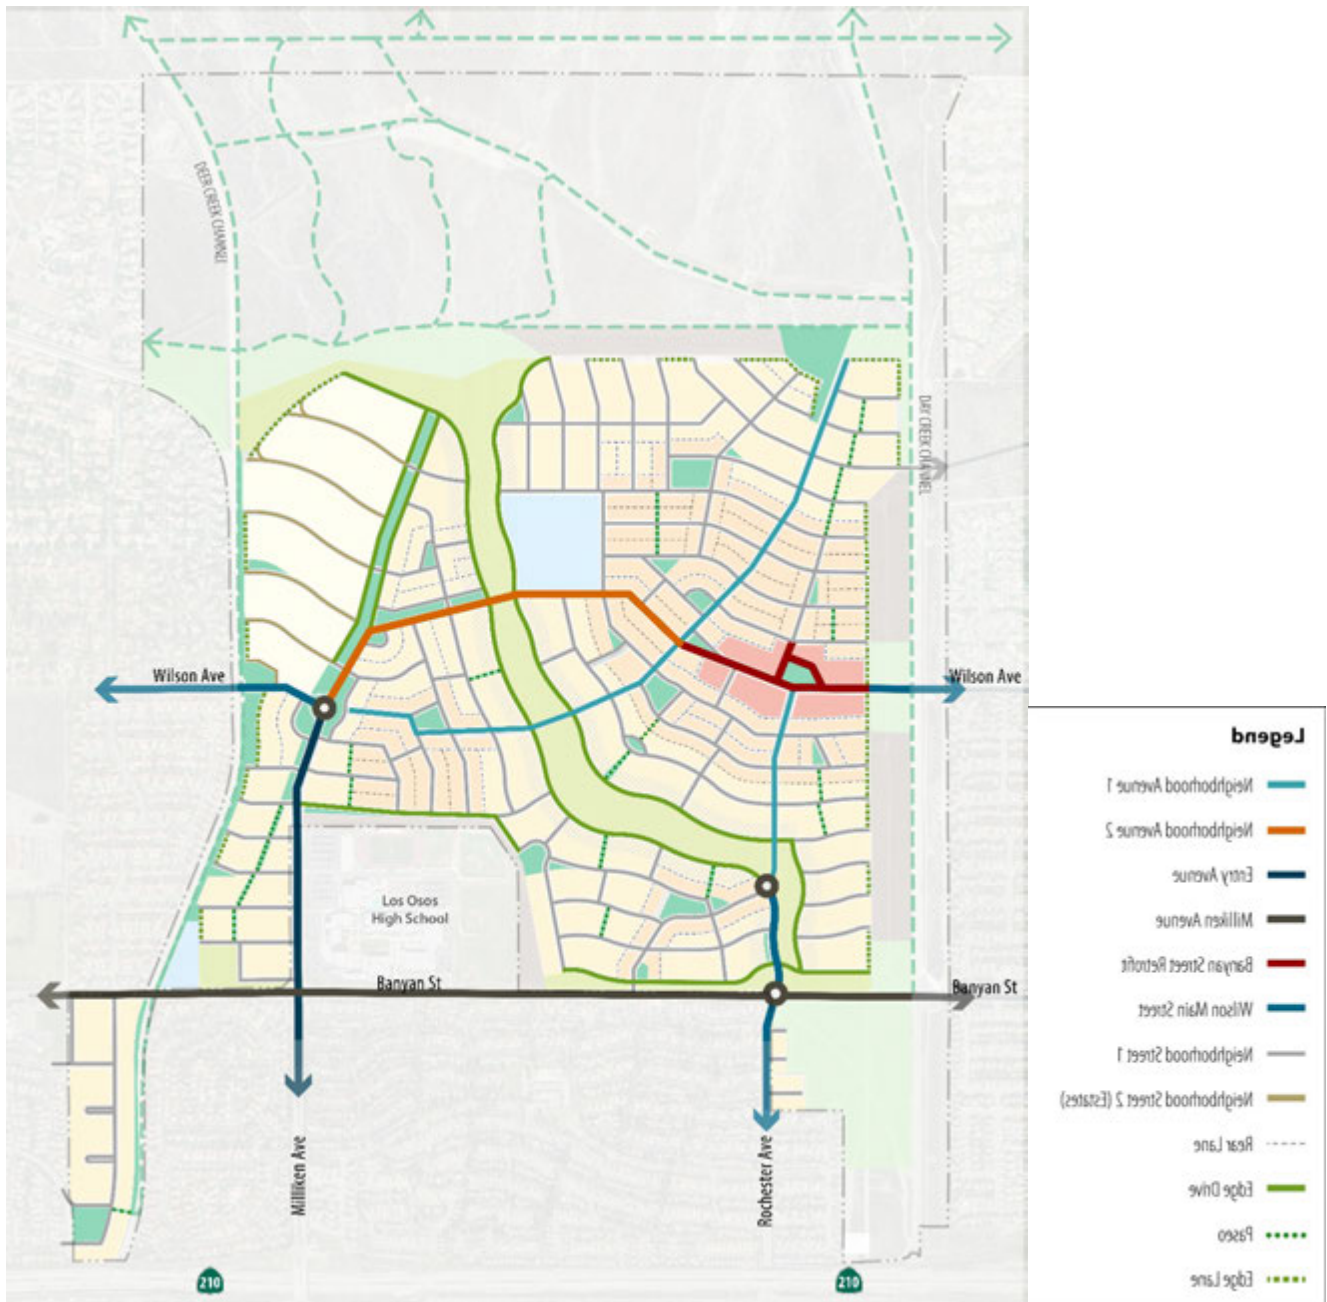 DEER CREEK CHANNEL
DAY CREEK CHANNEL
Wilson Ave
Wilson Ave
Los Osos
High School
Banyan St
Banyan St
Milliken Ave
Rochester Ave
210
210
Legend
Neighborhood Avenue 1
Neighborhood Avenue 2
Entry Avenue
Milliken Avenue
Banyan Street Retrofit
Wilson Main Street
Neighborhood Street 1
Neighborhood Street 2 (Estates)
Rear Lane
Edge Drive
Paseo
Edge Lane